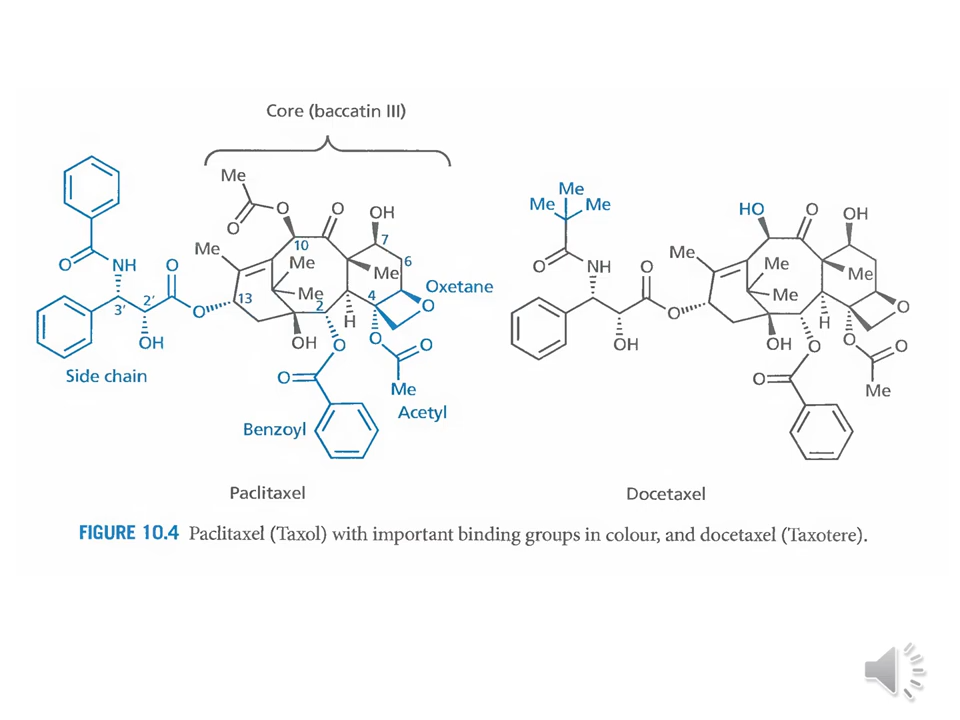 Core (baccatin III)
Me
O
O
O
OH
10
7
Me
Me
Me
6
O
NH
O
Me
Oxetane
13
4
O
2'
2
3'
O
H
O
OH
OH
O
O
O
Side chain
O
Me
Acetyl
Benzoyl
Paclitaxel
Me
Me
Me
HO
O
OH
Me
Me
Me
O
NH
O
Me
O
O
H
OH
OH
O
O
O
O
Me
Docetaxel
FIGURE 10.4 Paclitaxel (Taxol) with important binding groups in colour, and docetaxel (Taxotere).